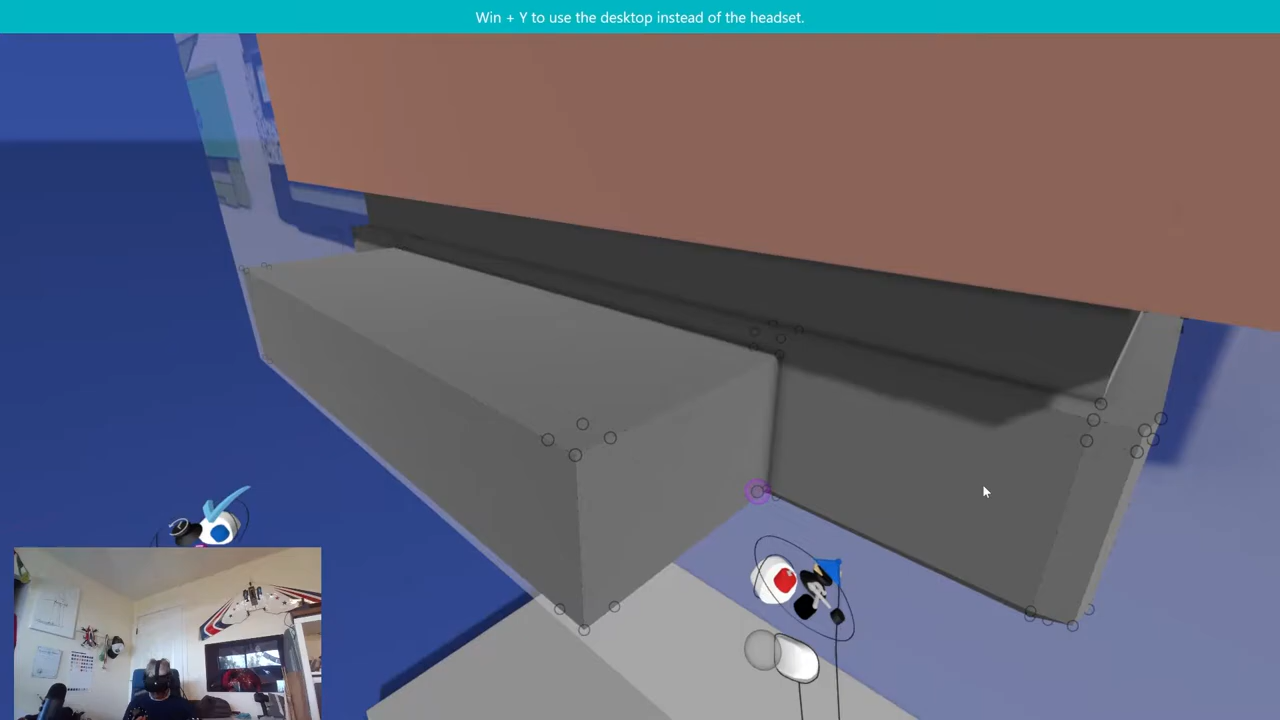 Win + Y to use the desktop instead of the headset.